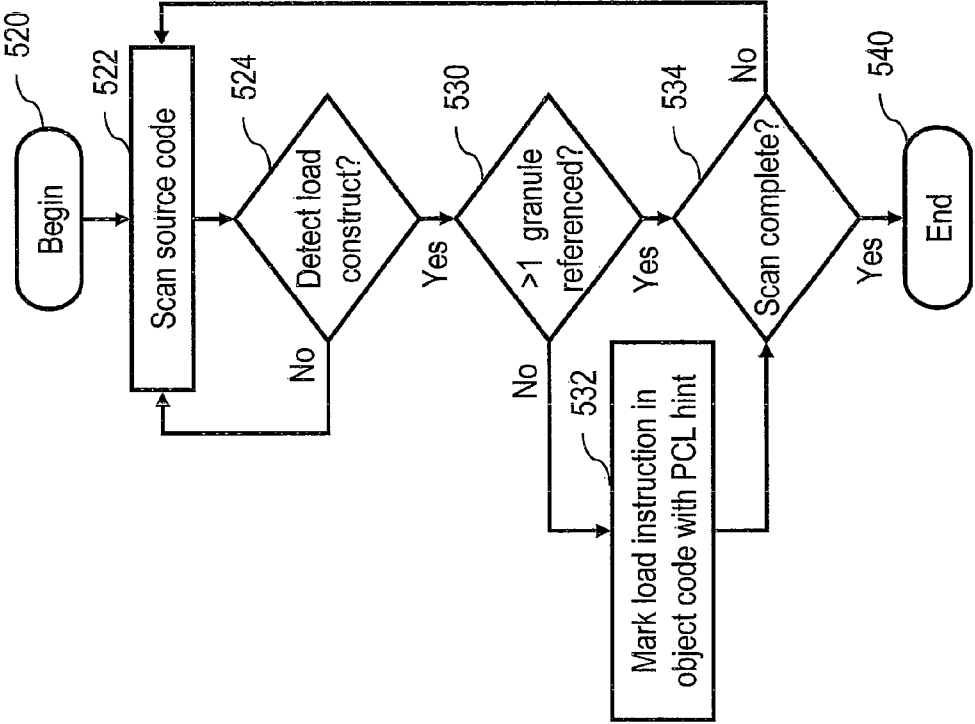 520
Begin
522
Scan source code
524
Detect load
construct?
No
Yes
530
>1 granule
referenced?
No
Yes
532
Mark load instruction in
object code with PCL hint
534
Scan complete?
No
Yes
540
End